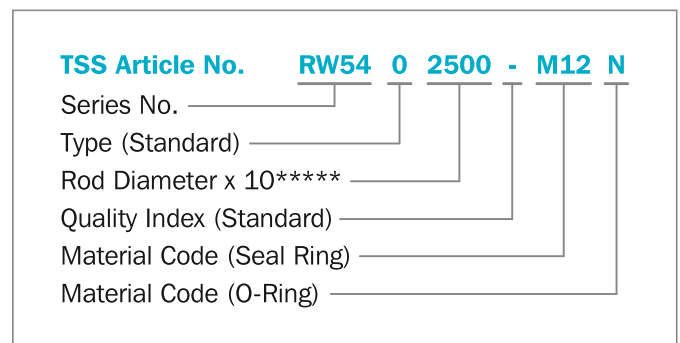 TSS Article No. RW54 0 2500 - M12 N
Series No.
Type (Standard)
Rod Diameter x 10*****
Quality Index (Standard)
Material Code (Seal Ring)
Material Code (O-Ring)